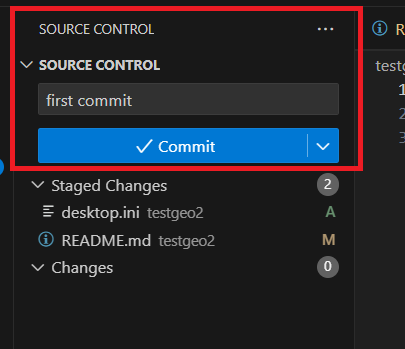 SOURCE CONTROL
SOURCE CONTROL
first commit
Commit
Staged Changes 2
desktop.ini testgeo2 A
README.md testgeo2 M
Changes 0
R
testgeo
1
2
3